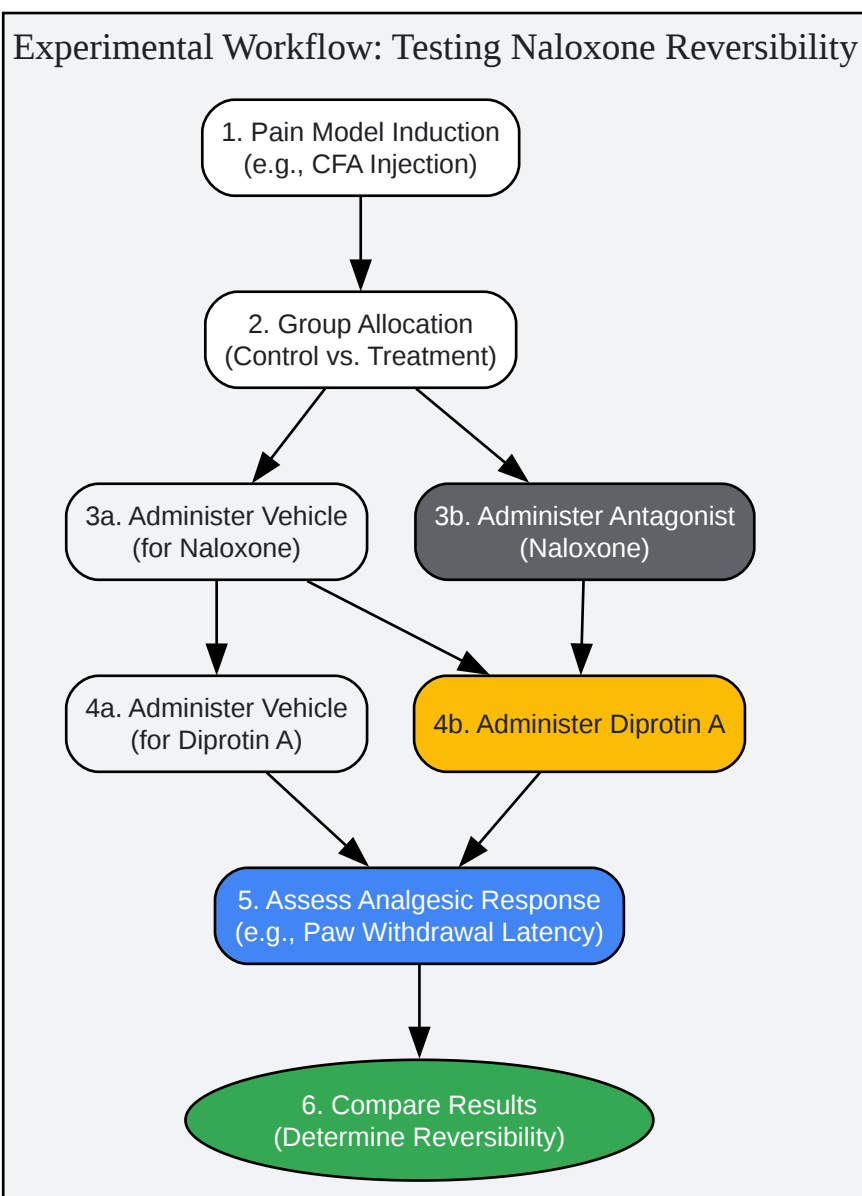 Experimental Workflow: Testing Naloxone Reversibility
1. Pain Model Induction
(e.g., CFA Injection)
2. Group Allocation
(Control vs. Treatment)
3a. Administer Vehicle
(for Naloxone)
3b. Administer Antagonist
(Naloxone)
4a. Administer Vehicle
(for Diprotin A)
4b. Administer Diprotin A
5. Assess Analgesic Response
(e.g., Paw Withdrawal Latency)
6. Compare Results
(Determine Reversibility)